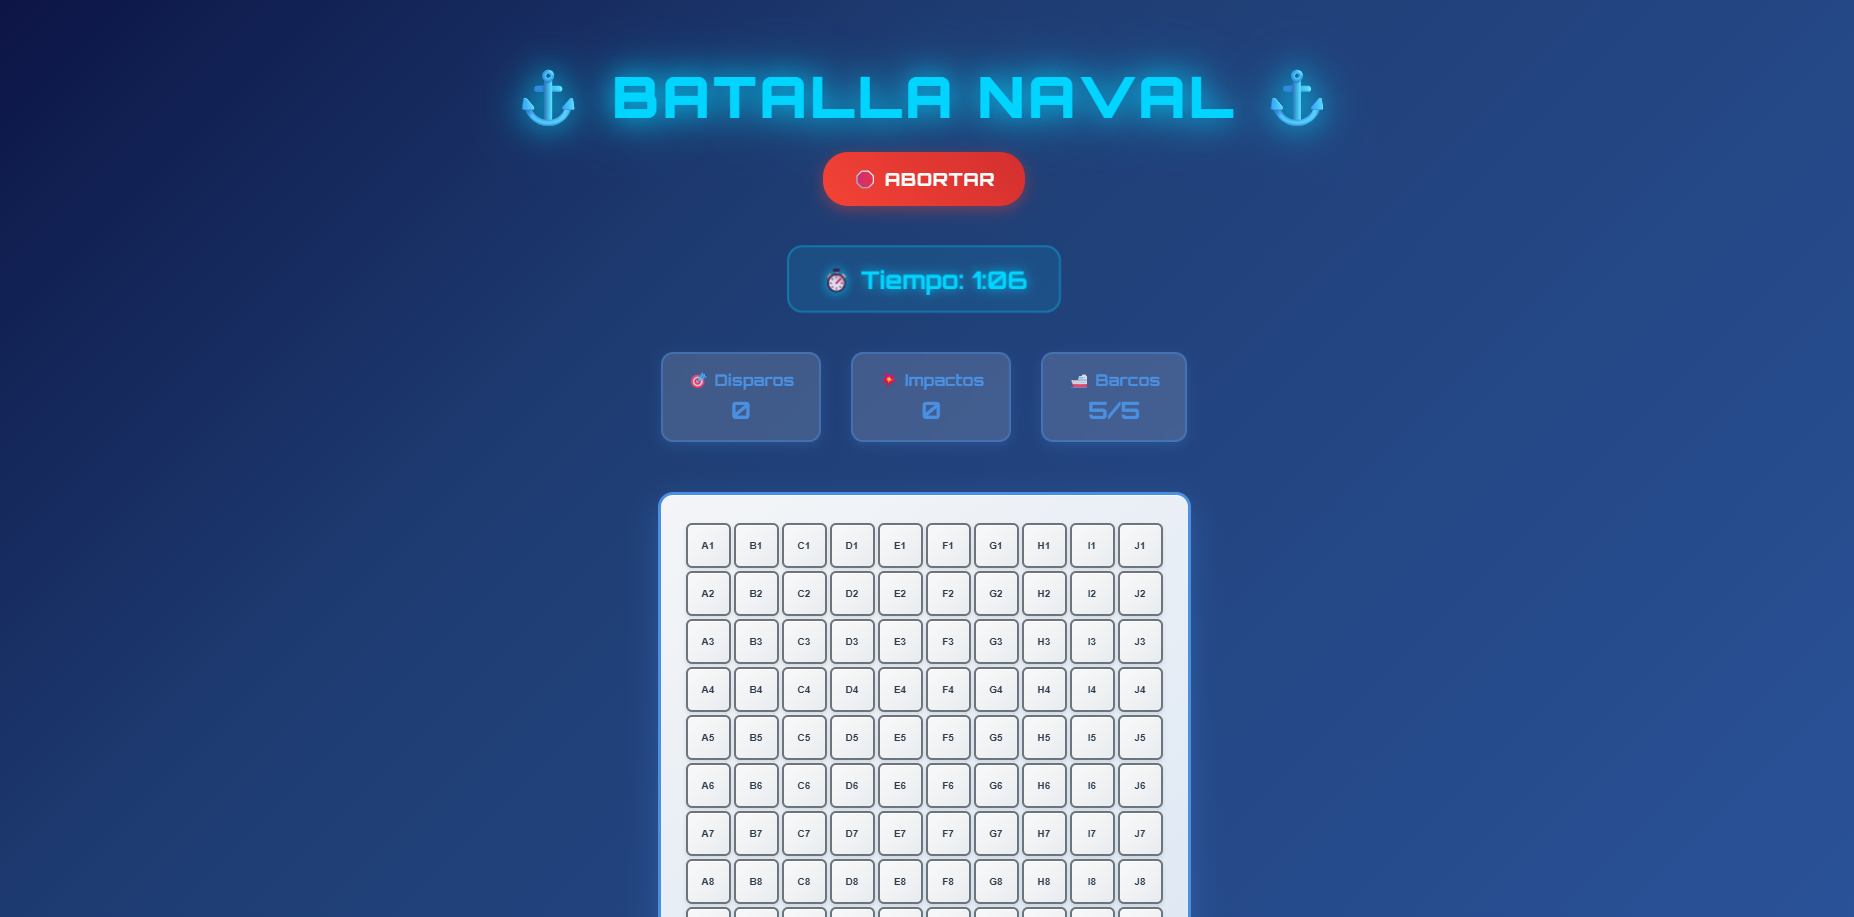 BATALLA NAVAL
ABORTAR
Tiempo: 1:06
Disparos Impactos Barcos
0 0 5/5
A1 B1 C1 D1 E1 F1 G1 H1 I1 J1
A2 B2 C2 D2 E2 F2 G2 H2 I2 J2
A3 B3 C3 D3 E3 F3 G3 H3 I3 J3
A4 B4 C4 D4 E4 F4 G4 H4 I4 J4
A5 B5 C5 D5 E5 F5 G5 H5 I5 J5
A6 B6 C6 D6 E6 F6 G6 H6 I6 J6
A7 B7 C7 D7 E7 F7 G7 H7 I7 J7
A8 B8 C8 D8 E8 F8 G8 H8 I8 J8